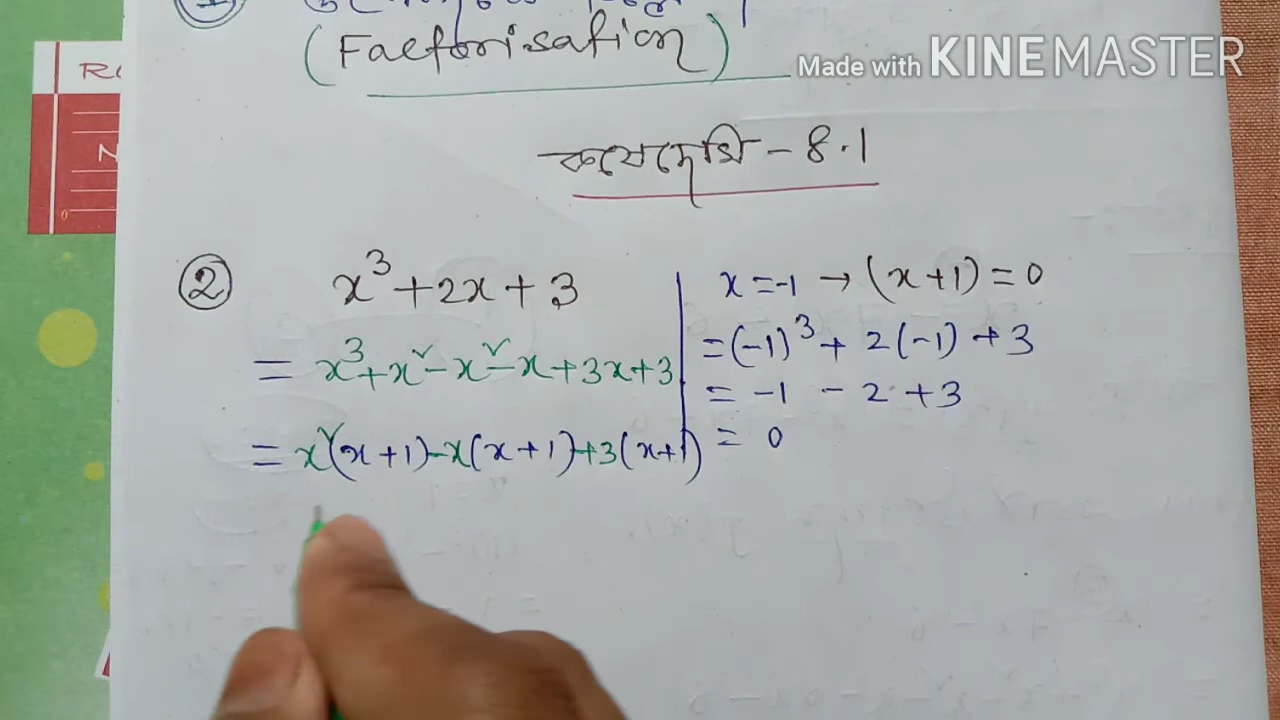 (Factorisation)
Made with KINEMASTER
কষে দেখি - 8.1
② x³ + 2x + 3
= x³ + x² - x² - x + 3x + 3
= x²(x + 1) - x(x + 1) + 3(x + 1)
x = -1 → (x + 1) = 0
= (-1)³ + 2(-1) + 3
= -1 - 2 + 3
= 0